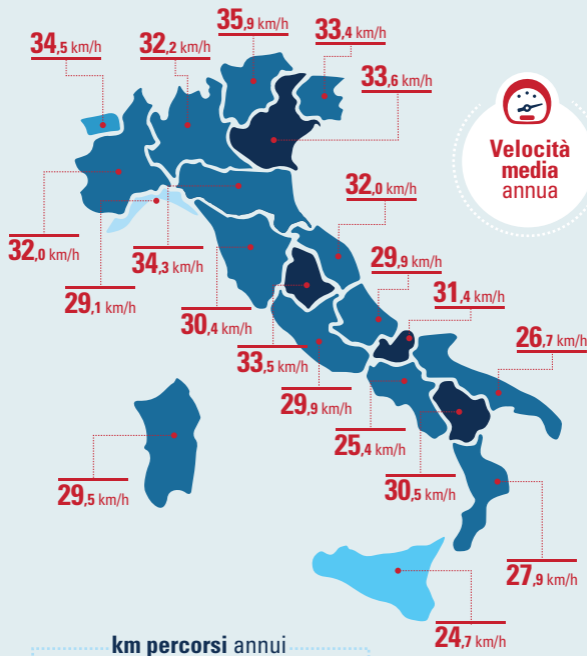 35,9 km/h
34,5 km/h
32,2 km/h
33,4 km/h
33,6 km/h
Velocità
media
annua
32,0 km/h
32,0 km/h
34,3 km/h
29,9 km/h
29,1 km/h
31,4 km/h
30,4 km/h
26,7 km/h
33,5 km/h
29,9 km/h
25,4 km/h
29,5 km/h
30,5 km/h
27,9 km/h
24,7 km/h
km percorsi annui